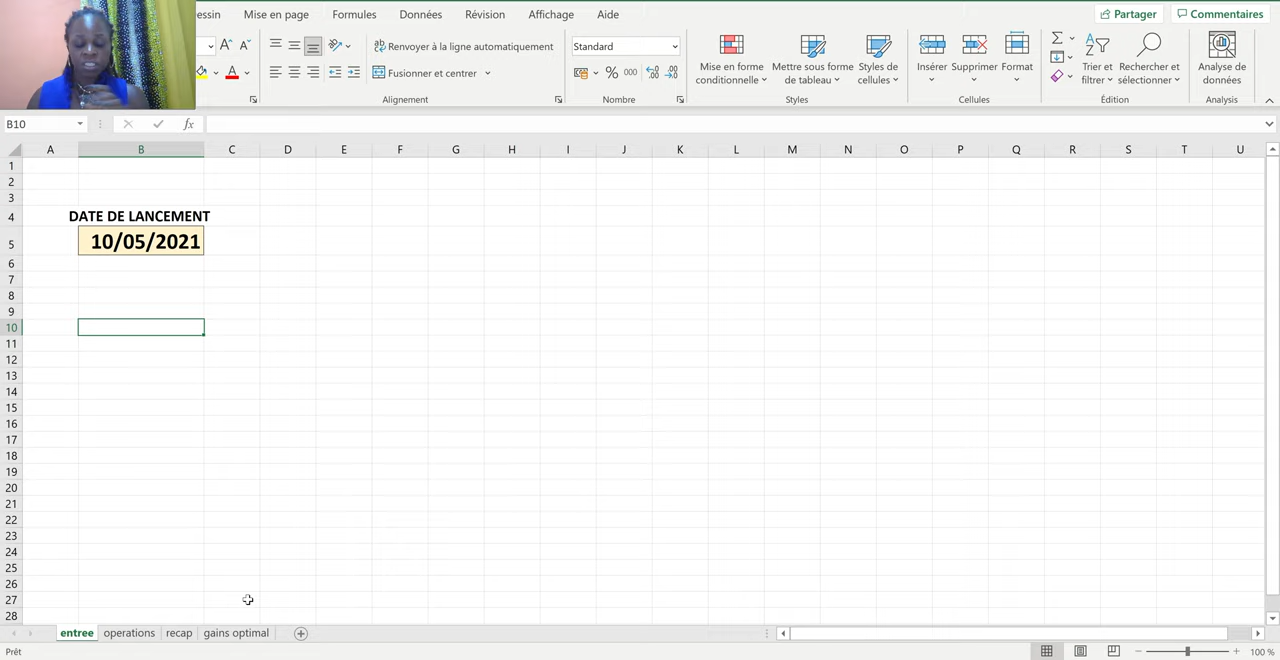 ressin Mise en page Formules Données Révision Affichage Aide Partager Commentaires
Renvoyer à la ligne automatiquement Standard
Fusionner et centrer 000
Mise en forme conditionnelle
Mettre sous forme de tableau
Styles de cellules
Insérer Supprimer Format
Trier et filtrer
Rechercher et sélectionner
Analyse de données
Alignement Nombre Styles Cellules Édition Analysis
B10 fx
A B C D E F G H I J K L M N O P Q R S T U
1
2
3
4 DATE DE LANCEMENT
5 10/05/2021
6
7
8
9
10
11
12
13
14
15
16
17
18
19
20
21
22
23
24
25
26
27
28
entree operations recap gains optimal
Prêt 100 %